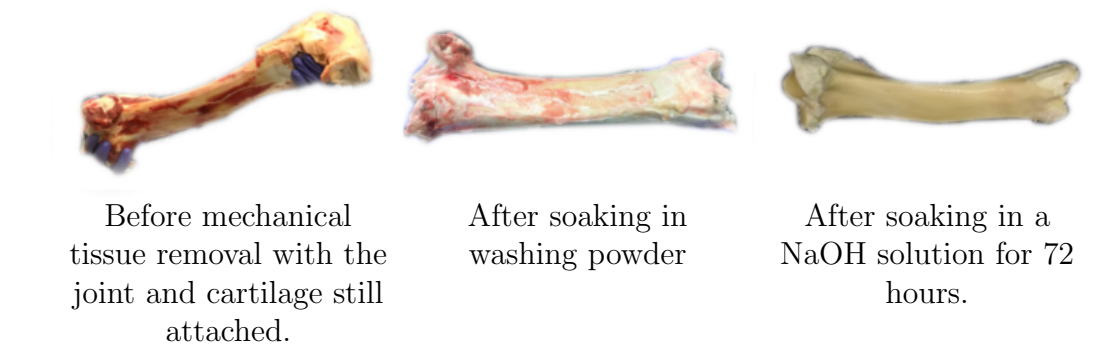 Before mechanical
tissue removal with the
joint and cartilage still
attached.
After soaking in
washing powder
After soaking in a
NaOH solution for 72
hours.